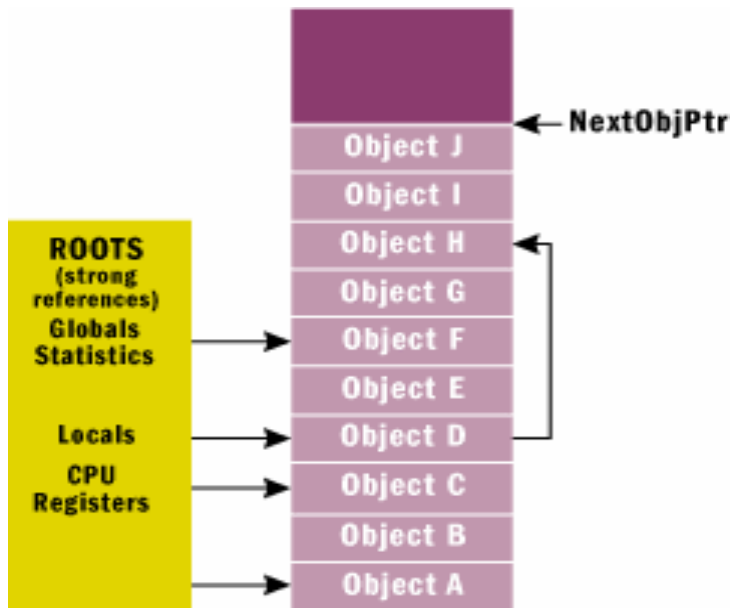 NextObjPtr
Object J
Object I
ROOTS
(strong
references)
Globals
Statistics
Locals
CPU
Registers
Object H
Object G
Object F
Object E
Object D
Object C
Object B
Object A